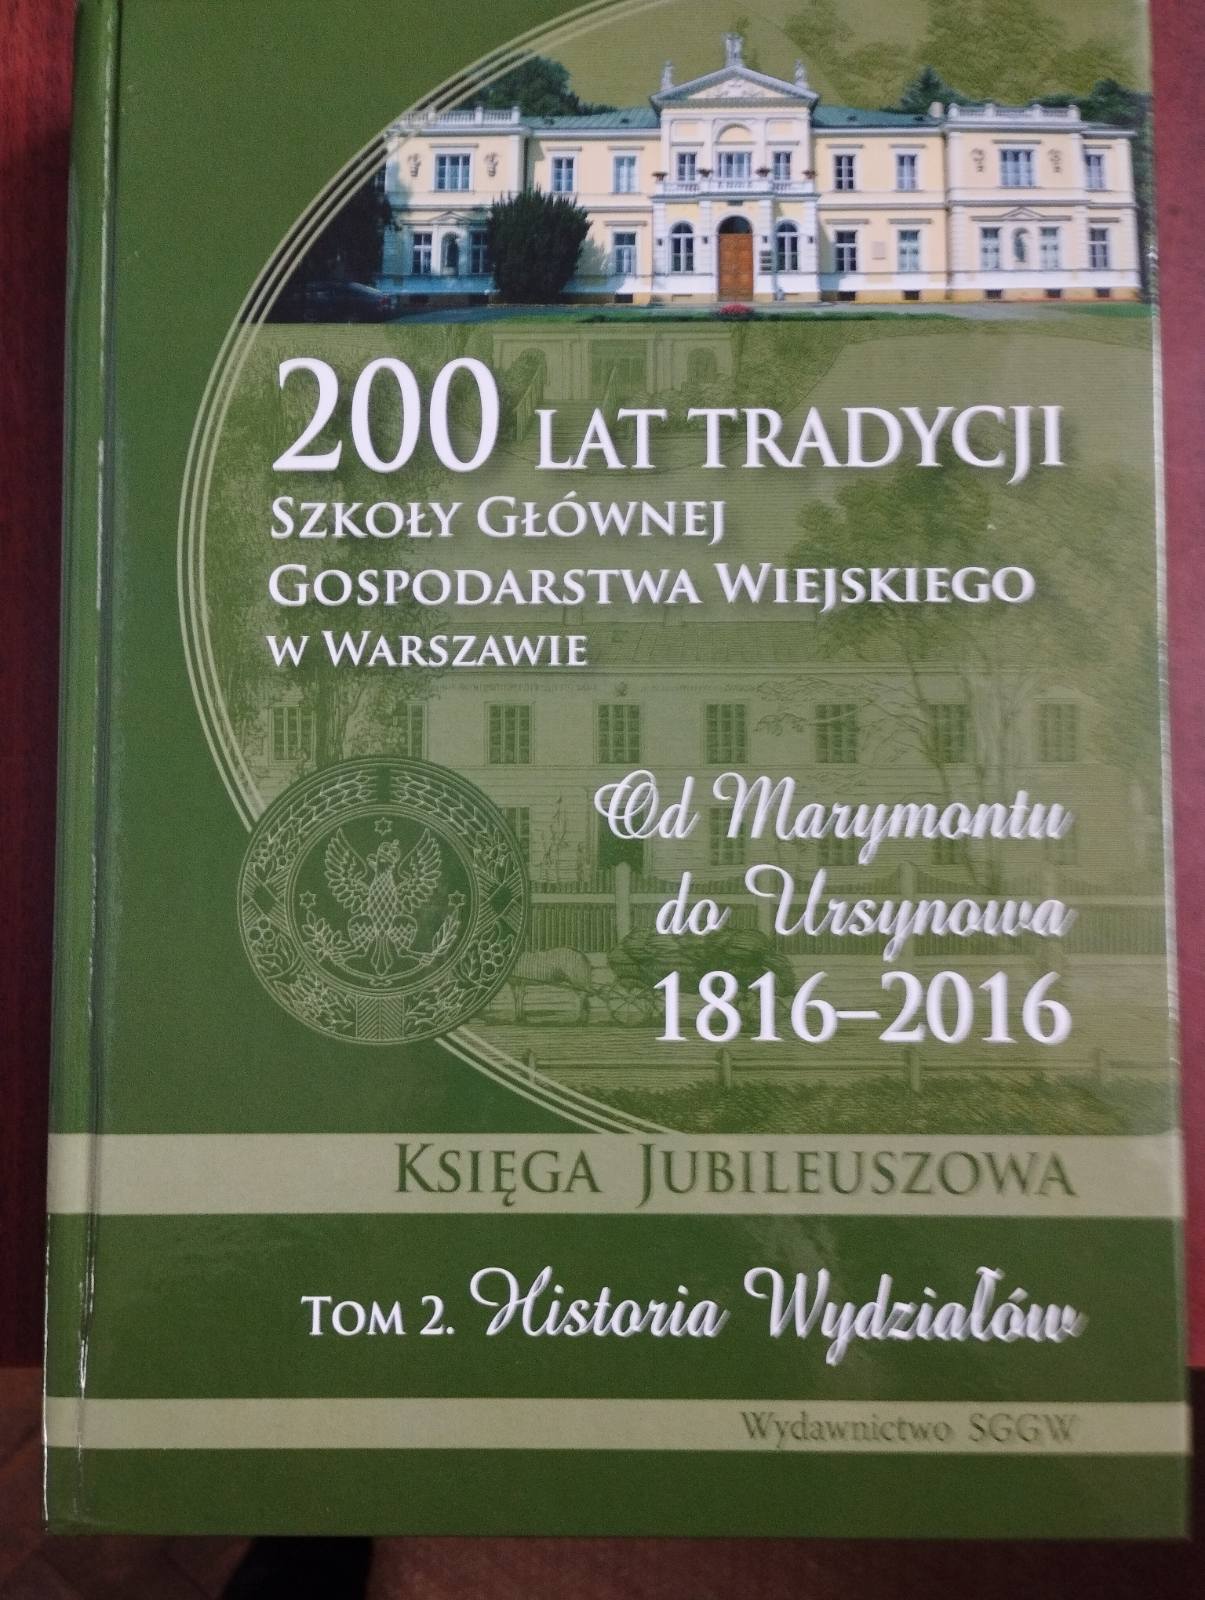 200 LAT TRADYCJI
SZKOŁY GŁÓWNEJ
GOSPODARSTWA WIEJSKIEGO
W WARSZAWIE
Od Marymontu
do Ursynowa
1816–2016
KSIĘGA JUBILEUSZOWA
TOM 2. Historia Wydziałów
Wydawnictwo SGGW